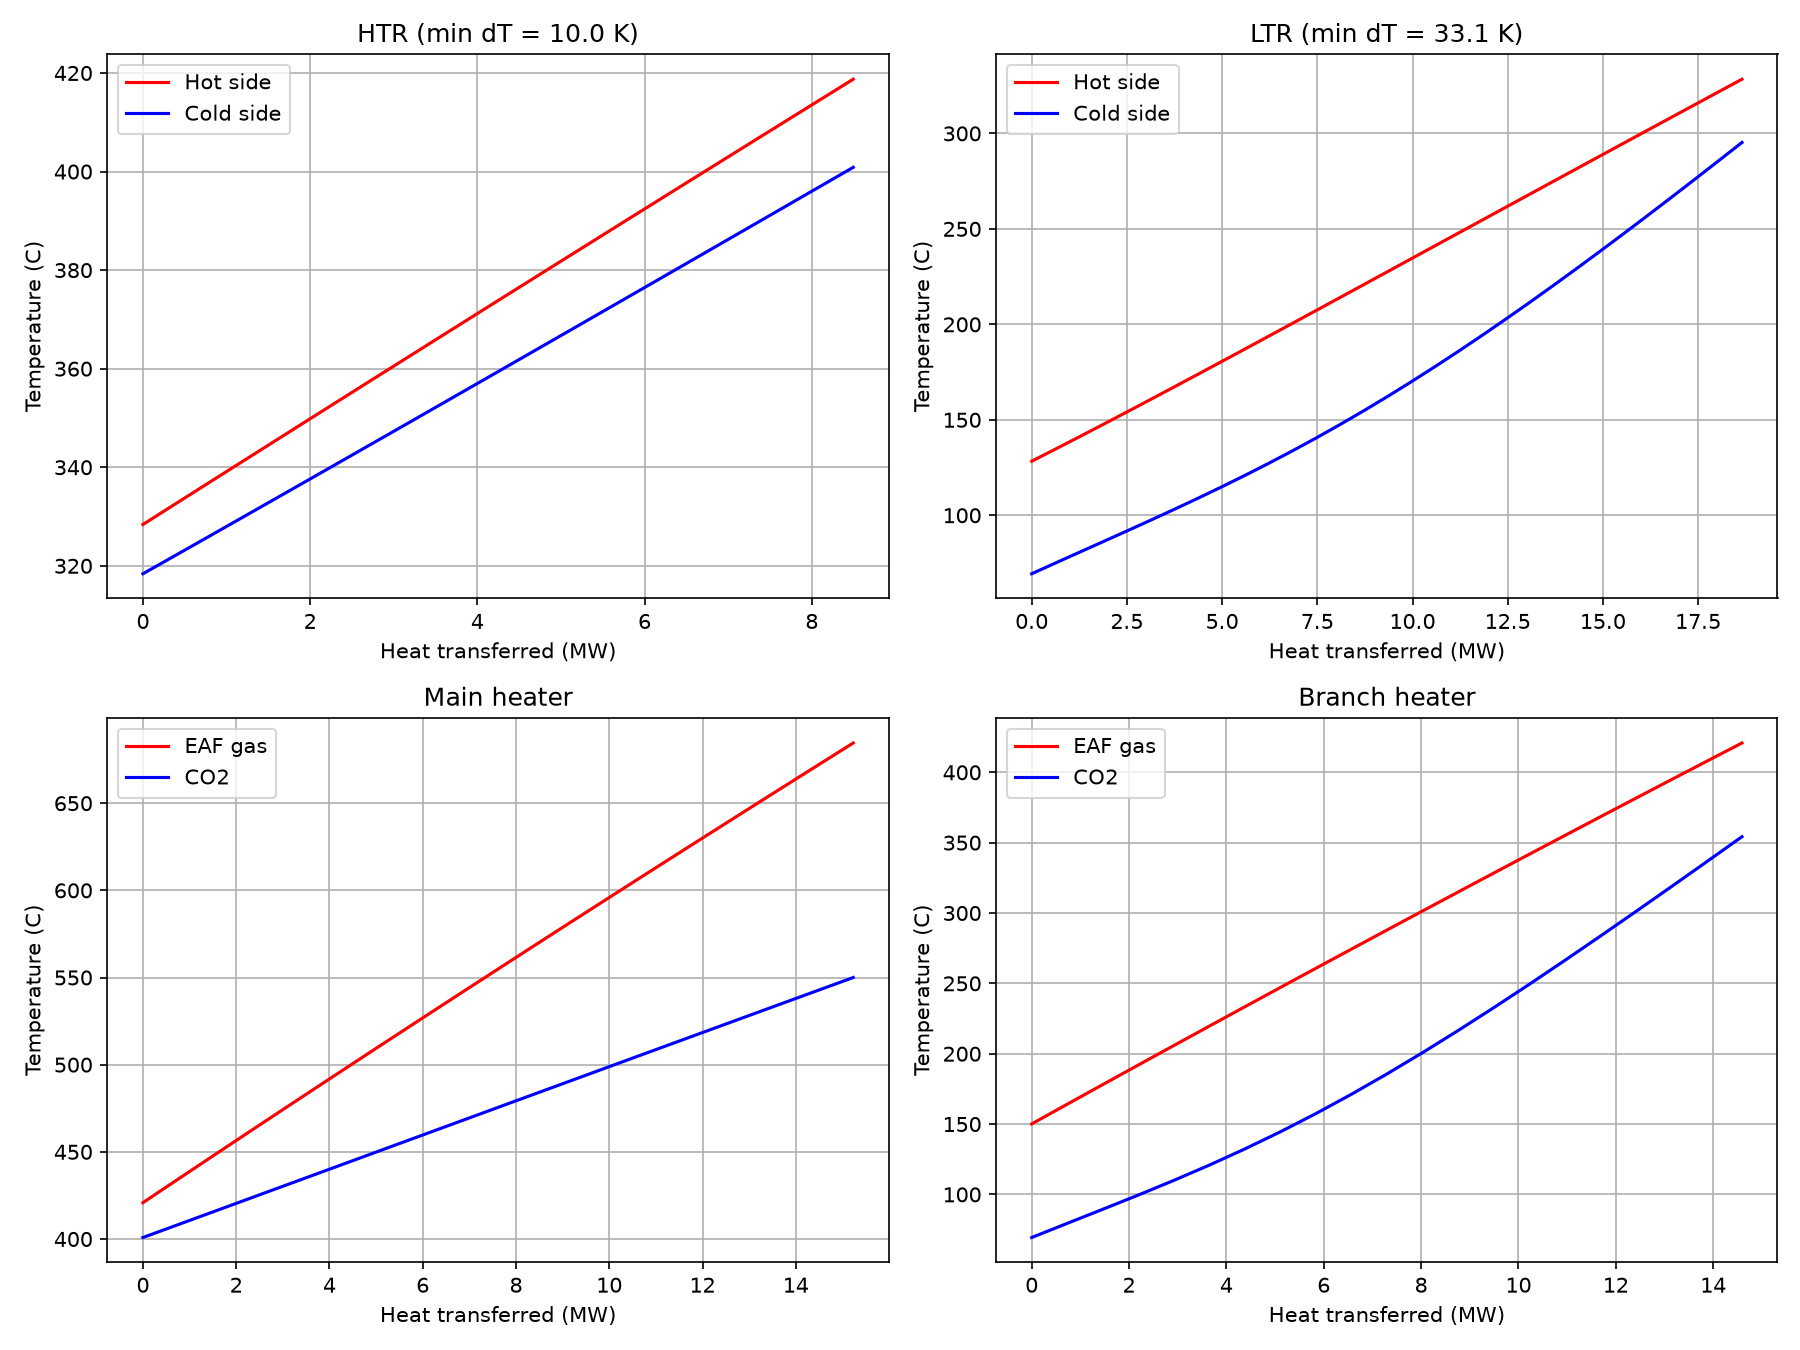 HTR (min dT = 10.0 K)
Hot side
Cold side
420
400
380
360
340
320
Temperature (C)
0 2 4 6 8
Heat transferred (MW)
LTR (min dT = 33.1 K)
Hot side
Cold side
300
250
200
150
100
Temperature (C)
0.0 2.5 5.0 7.5 10.0 12.5 15.0 17.5
Heat transferred (MW)
Main heater
EAF gas
CO2
650
600
550
500
450
400
Temperature (C)
0 2 4 6 8 10 12 14
Heat transferred (MW)
Branch heater
EAF gas
CO2
400
350
300
250
200
150
100
Temperature (C)
0 2 4 6 8 10 12 14
Heat transferred (MW)